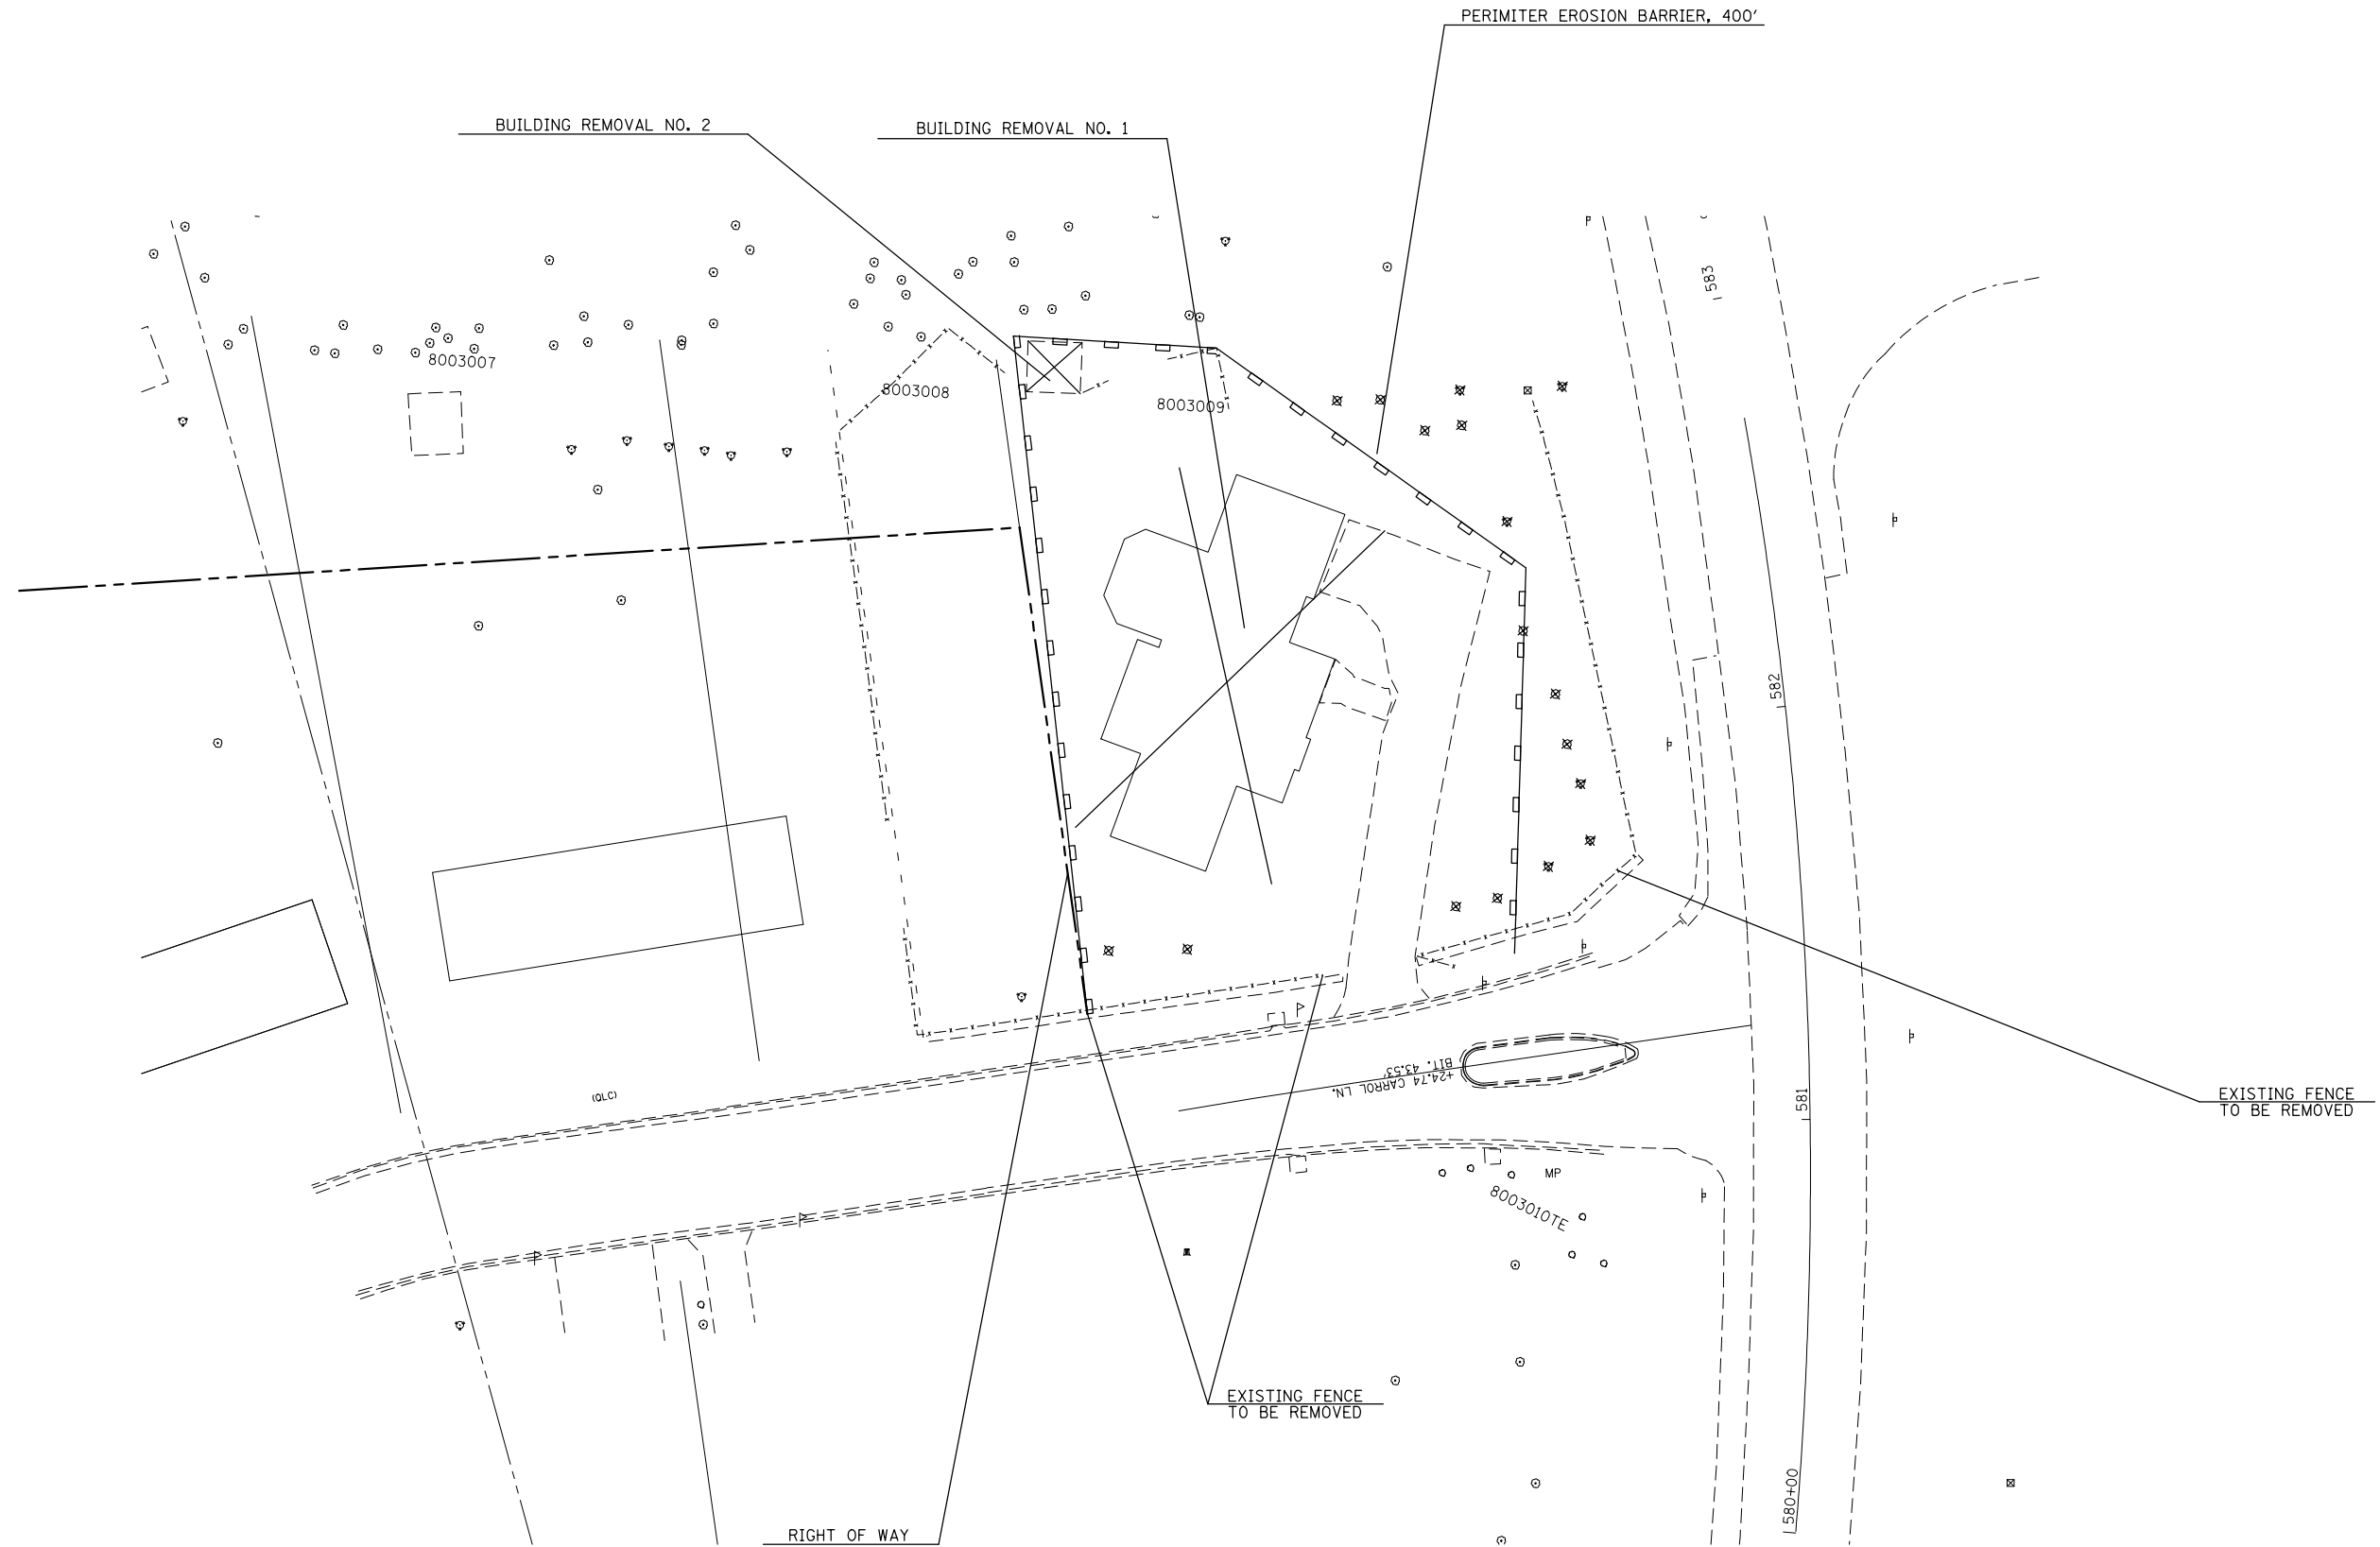 PERIMITER EROSION BARRIER, 400'
BUILDING REMOVAL NO. 2
BUILDING REMOVAL NO. 1
583
8003007
8003008
8003009
582
BIT. 43.53'
+24.74 CARROL LN.
(QLC)
581
EXISTING FENCE
TO BE REMOVED
MP
8003010TE
EXISTING FENCE
TO BE REMOVED
580+00
RIGHT OF WAY